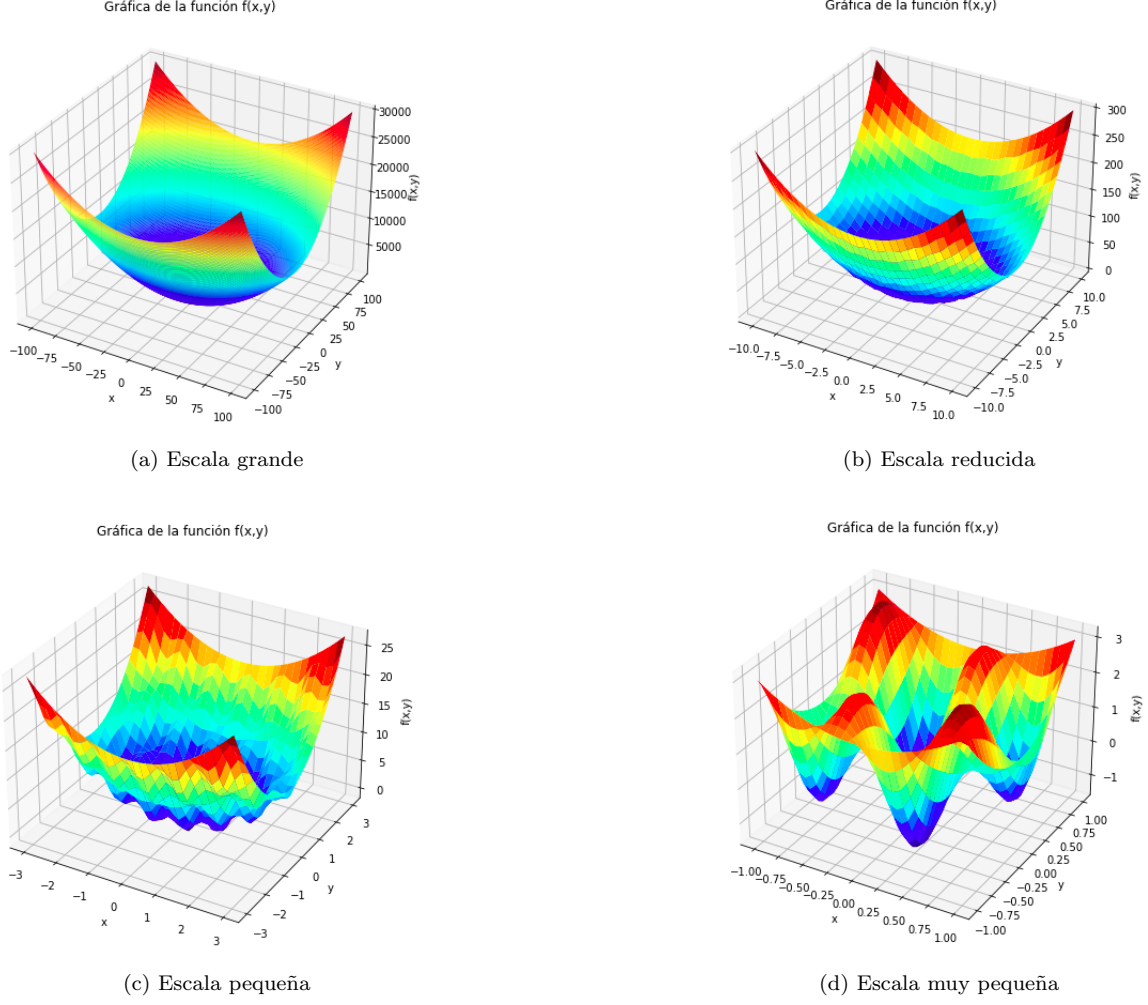 Gráfica de la función f(x,y)
30000
25000
20000
15000
10000
5000
f(x,y)
−100 −75 −50 −25 0 25 50 75 100
x
−100 −75 −50 −25 0 25 50 75 100
y
(a) Escala grande
Gráfica de la función f(x,y)
300
250
200
150
100
50
0
f(x,y)
−10.0 −7.5 −5.0 −2.5 0.0 2.5 5.0 7.5 10.0
x
−10.0 −7.5 −5.0 −2.5 0.0 2.5 5.0 7.5 10.0
y
(b) Escala reducida
Gráfica de la función f(x,y)
25
20
15
10
5
0
f(x,y)
−3 −2 −1 0 1 2 3
x
−3 −2 −1 0 1 2 3
y
(c) Escala pequeña
Gráfica de la función f(x,y)
3
2
1
0
−1
f(x,y)
−1.00 −0.75 −0.50 −0.25 0.00 0.25 0.50 0.75 1.00
x
−1.00 −0.75 −0.50 −0.25 0.00 0.25 0.50 0.75 1.00
y
(d) Escala muy pequeña